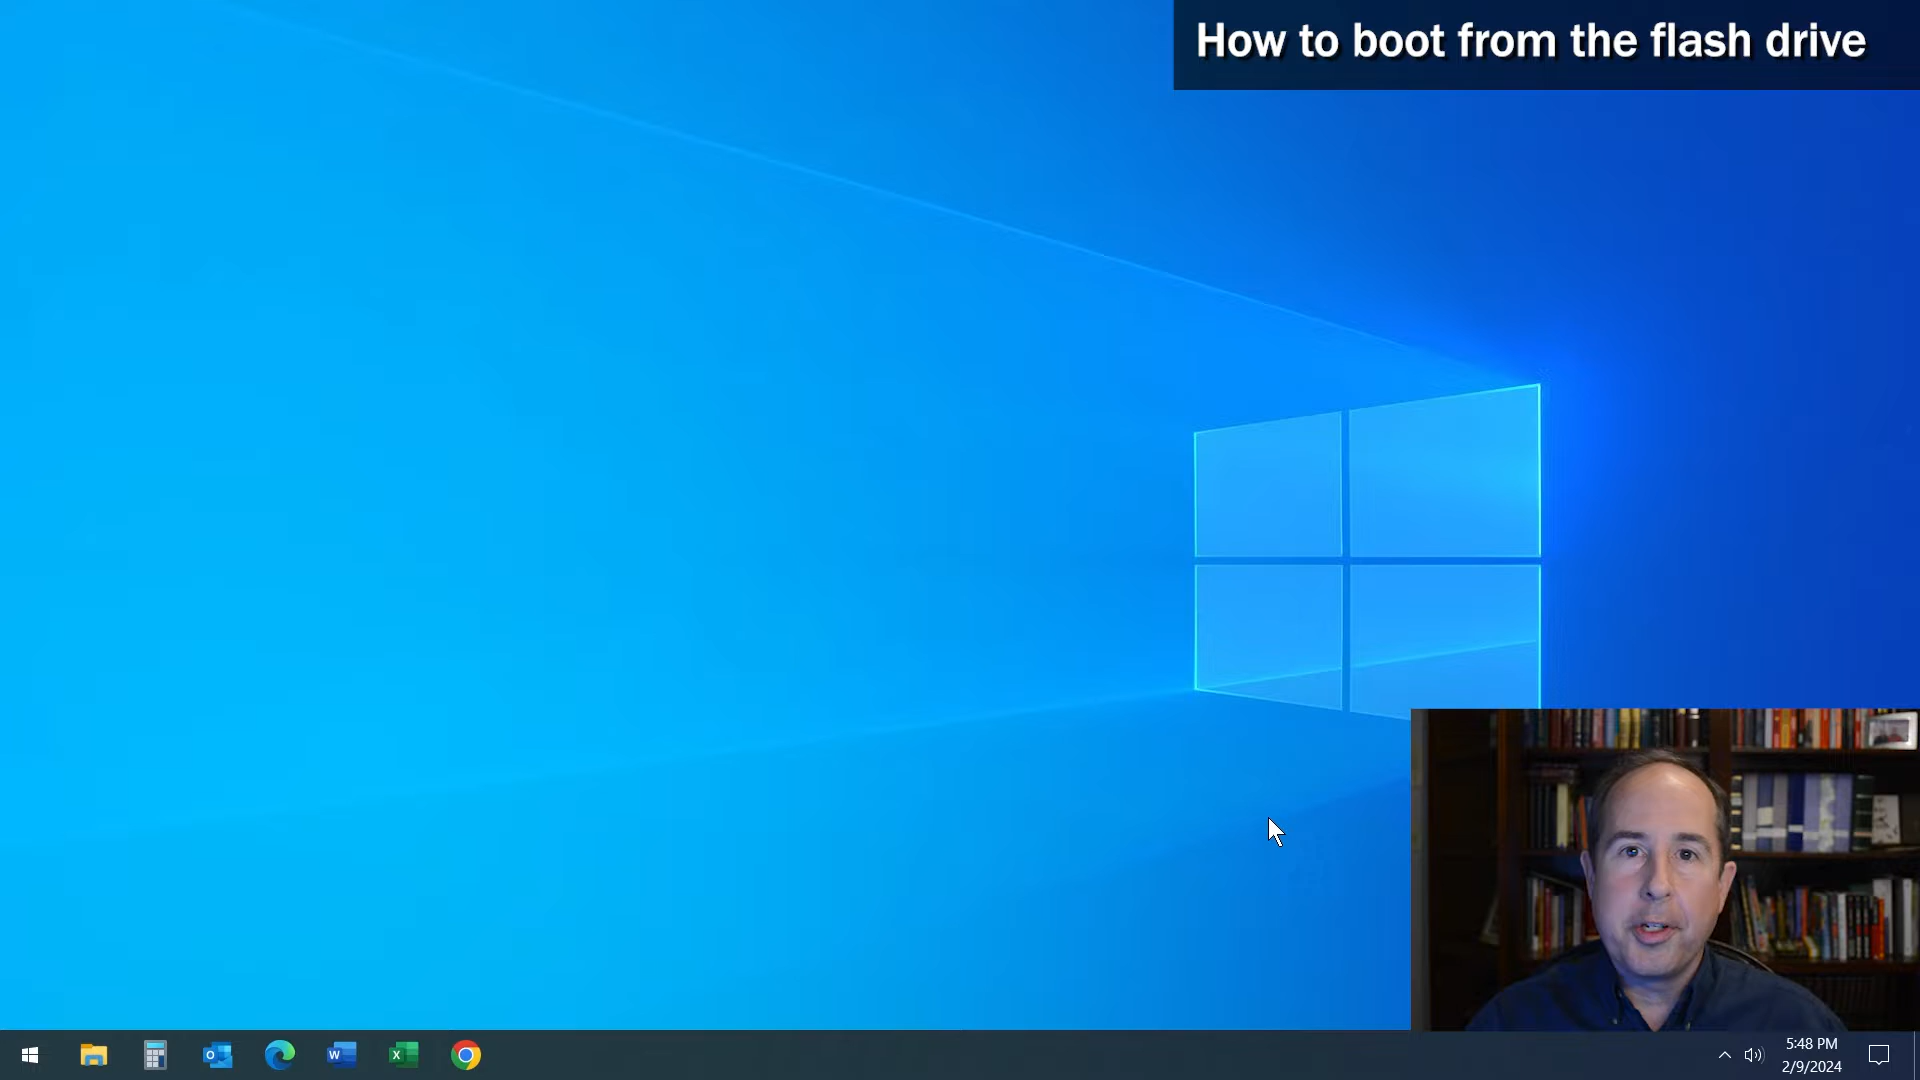 How to boot from the flash drive
O
W
X
5:48 PM
2/9/2024